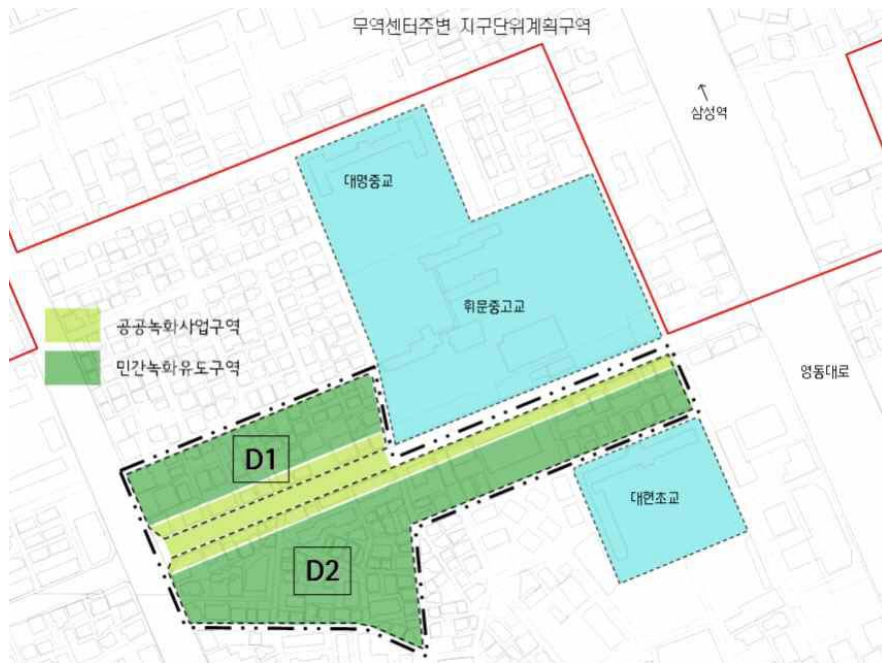 무역센터주변 지구단위계획구역
삼성역
대명중교
휘문중고교
공공녹화사업구역
민간녹화유도구역
영동대로
D1
대현초교
D2